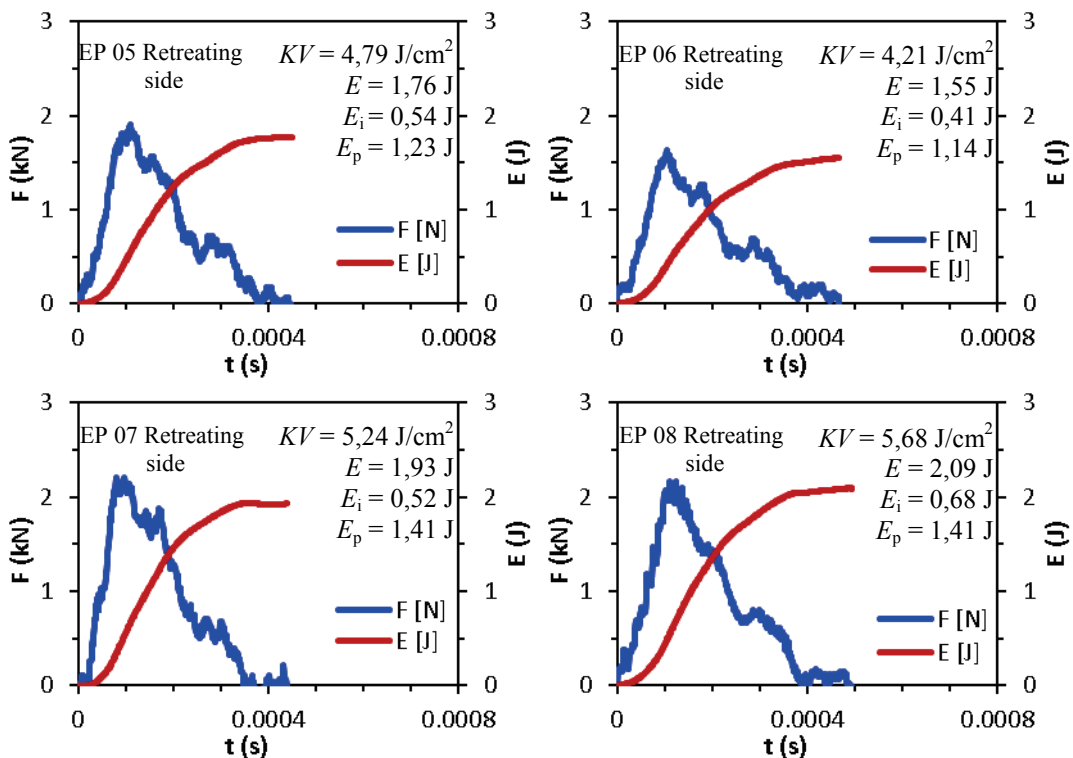 EP 05 Retreating
side
KV = 4,79 J/cm²
E = 1,76 J
Eᵢ = 0,54 J
Eₚ = 1,23 J
F [N]
E [J]
3
2
1
0
F (kN)
3
2
1
0
E (J)
0
0.0004
0.0008
t (s)
EP 06 Retreating
side
KV = 4,21 J/cm²
E = 1,55 J
Eᵢ = 0,41 J
Eₚ = 1,14 J
F [N]
E [J]
3
2
1
0
F (kN)
3
2
1
0
E (J)
0
0.0004
0.0008
t (s)
EP 07 Retreating
side
KV = 5,24 J/cm²
E = 1,93 J
Eᵢ = 0,52 J
Eₚ = 1,41 J
F [N]
E [J]
3
2
1
0
F (kN)
3
2
1
0
E (J)
0
0.0004
0.0008
t (s)
EP 08 Retreating
side
KV = 5,68 J/cm²
E = 2,09 J
Eᵢ = 0,68 J
Eₚ = 1,41 J
F [N]
E [J]
3
2
1
0
F (kN)
3
2
1
0
E (J)
0
0.0004
0.0008
t (s)